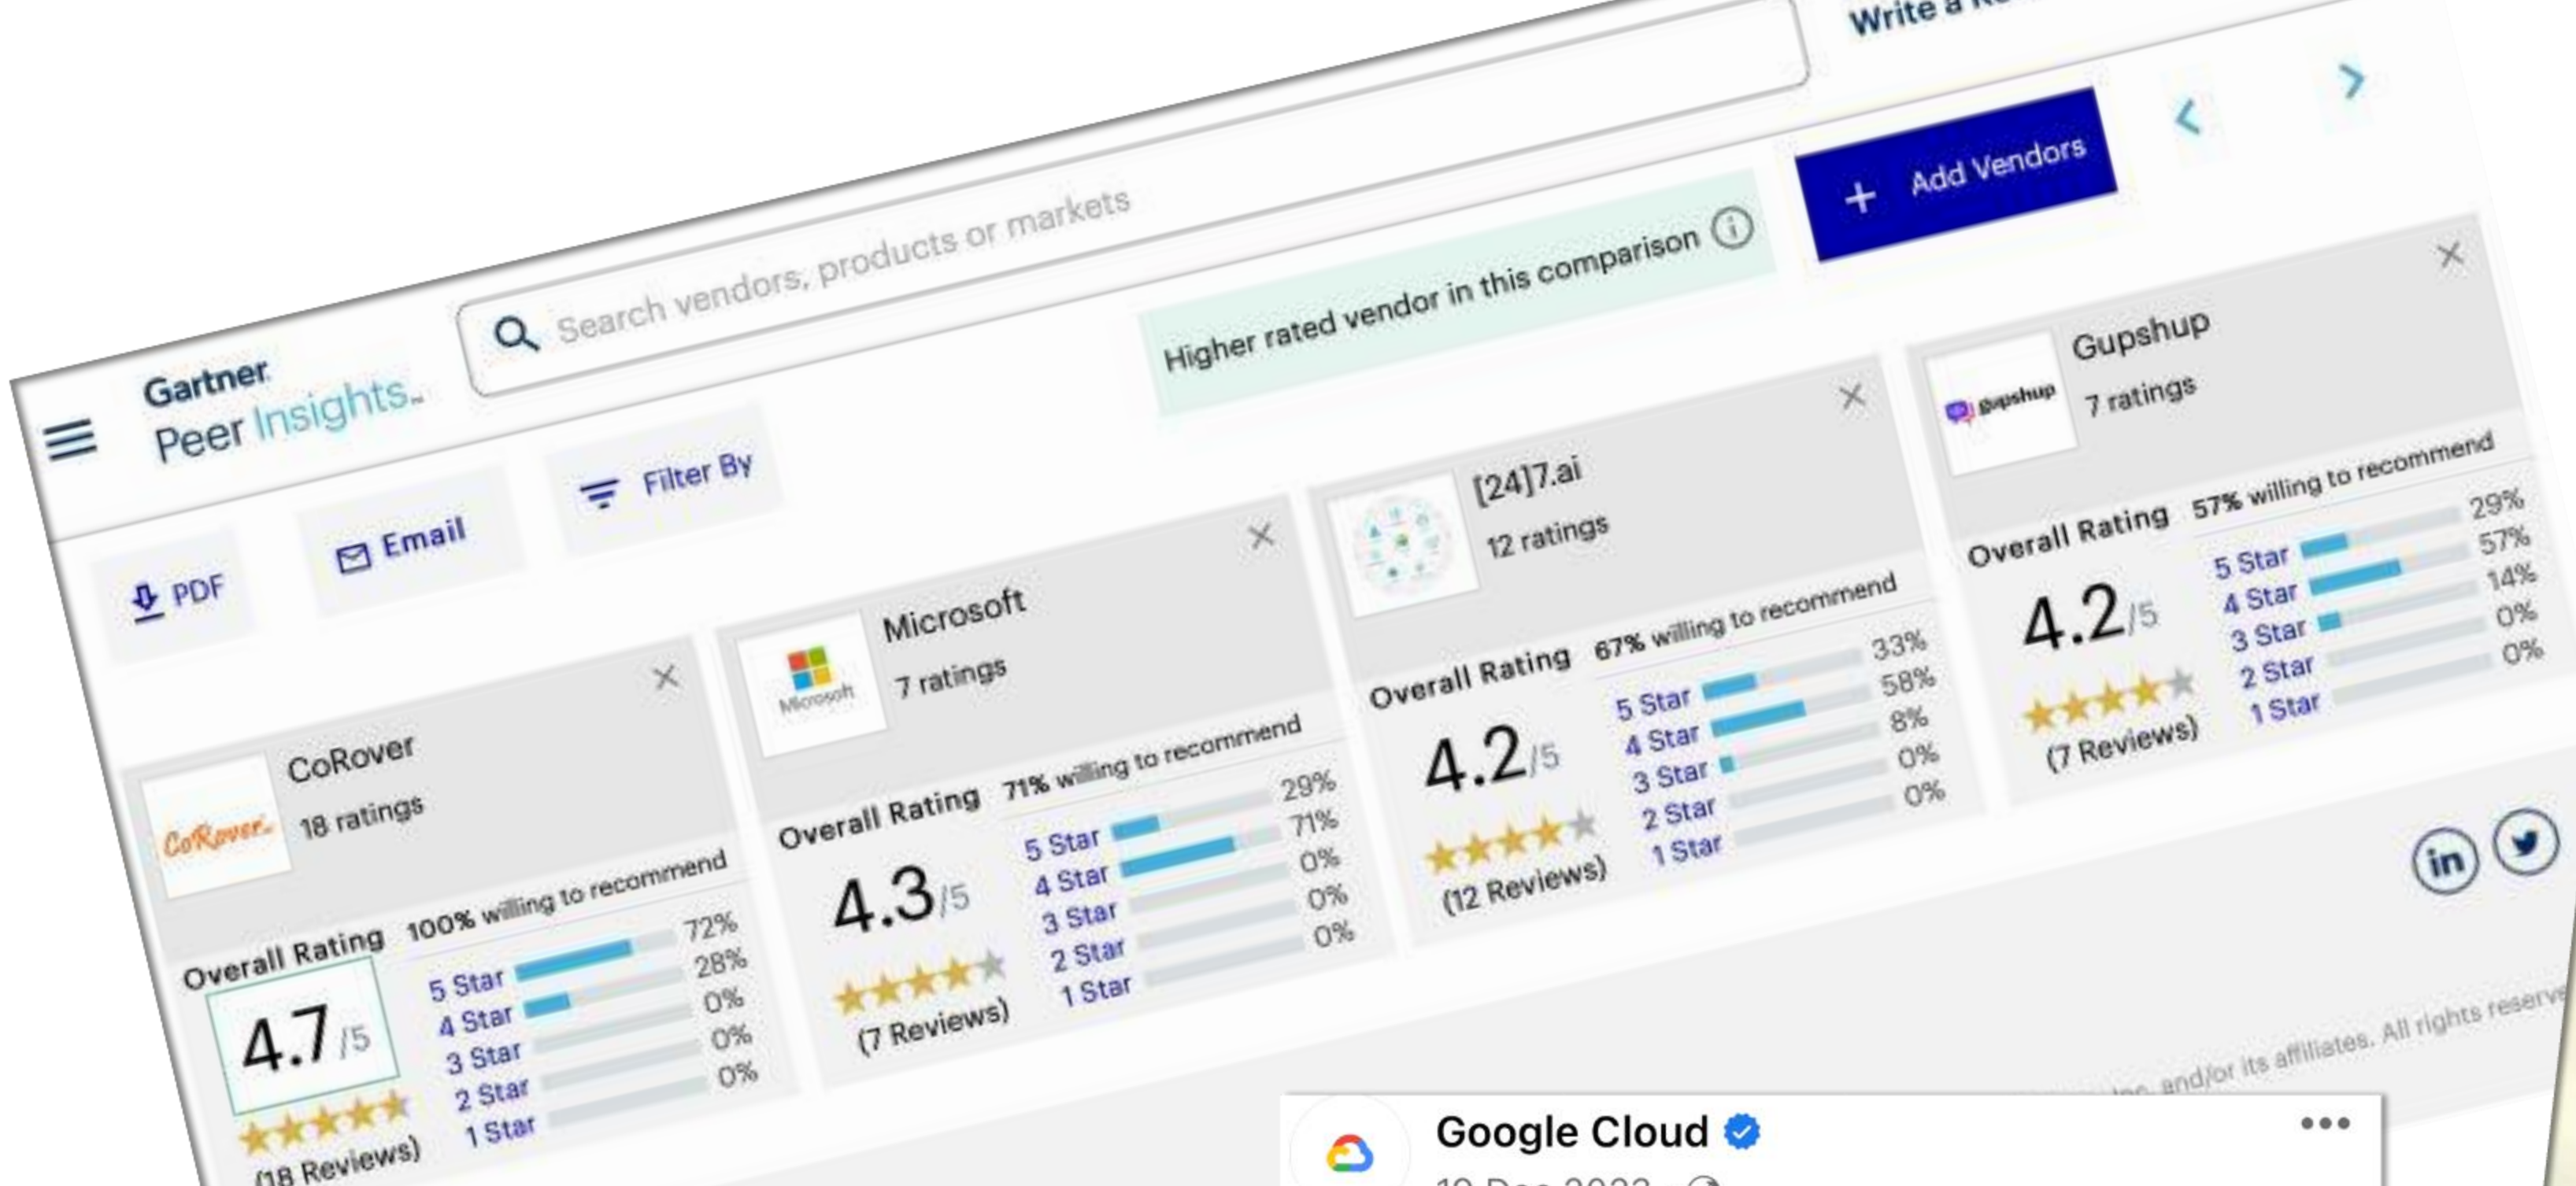 Write a
Gartner
Peer Insights™
Search vendors, products or markets
PDF
Email
Filter By
Higher rated vendor in this comparison
+ Add Vendors
CoRover
CoRover
18 ratings
Overall Rating
100% willing to recommend
4.7/5
(18 Reviews)
5 Star 72%
4 Star 28%
3 Star 0%
2 Star 0%
1 Star 0%
Microsoft
Microsoft
7 ratings
Overall Rating
71% willing to recommend
4.3/5
(7 Reviews)
5 Star 29%
4 Star 71%
3 Star 0%
2 Star 0%
1 Star 0%
[24]7.ai
12 ratings
Overall Rating
67% willing to recommend
4.2/5
(12 Reviews)
5 Star 33%
4 Star 58%
3 Star 8%
2 Star 0%
1 Star 0%
gupshup
Gupshup
7 ratings
Overall Rating
57% willing to recommend
4.2/5
(7 Reviews)
5 Star 29%
4 Star 57%
3 Star 14%
2 Star 0%
1 Star 0%
in
and/or its affiliates. All rights reserve
Google Cloud